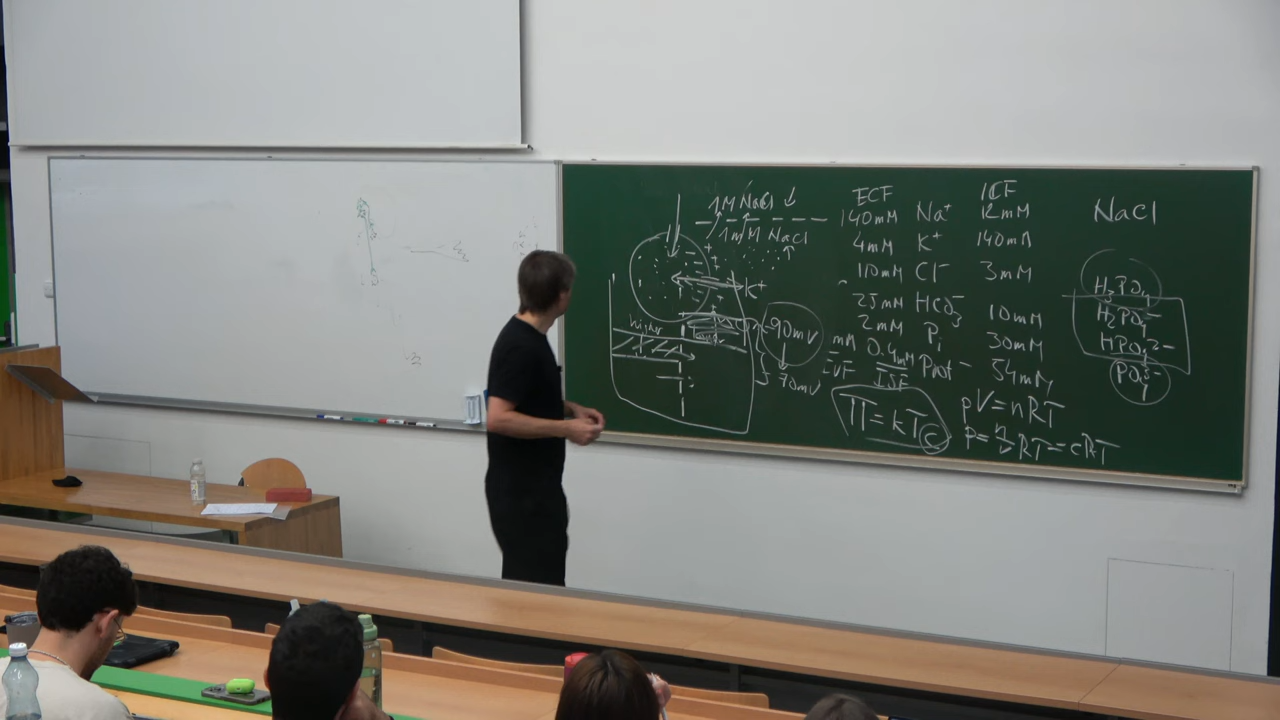 1M NaCl ↓
1mM NaCl ↑
K⁺
higher
-90mV
-70mV
ECF ICF
140mM Na⁺ 12mM
4mM K⁺ 140mM
110mM Cl⁻ 3mM
25mM HCO₃⁻ 10mM
2mM Pᵢ 30mM
0.4mM Prot⁻ 54mM
mM
IVF ISF
π=kTc
pV=nRT
p=n/V RT=cRT
NaCl
H₃PO₄
H₂PO₄⁻
HPO₄²⁻
PO₄³⁻